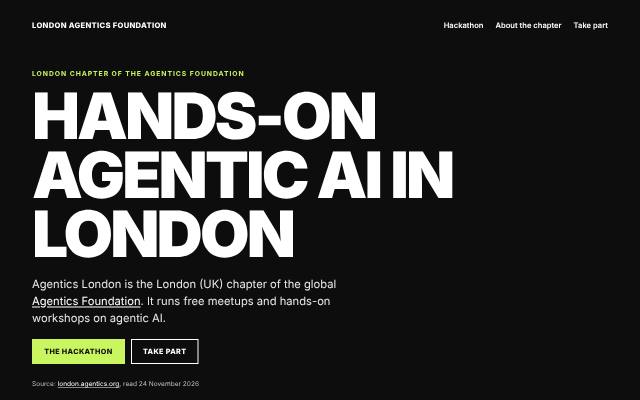 LONDON AGENTICS FOUNDATION
Hackathon About the chapter Take part
LONDON CHAPTER OF THE AGENTICS FOUNDATION
HANDS-ON
AGENTIC AI IN
LONDON
Agentics London is the London (UK) chapter of the global
Agentics Foundation. It runs free meetups and hands-on
workshops on agentic AI.
THE HACKATHON TAKE PART
Source: london.agentics.org, read 24 November 2026